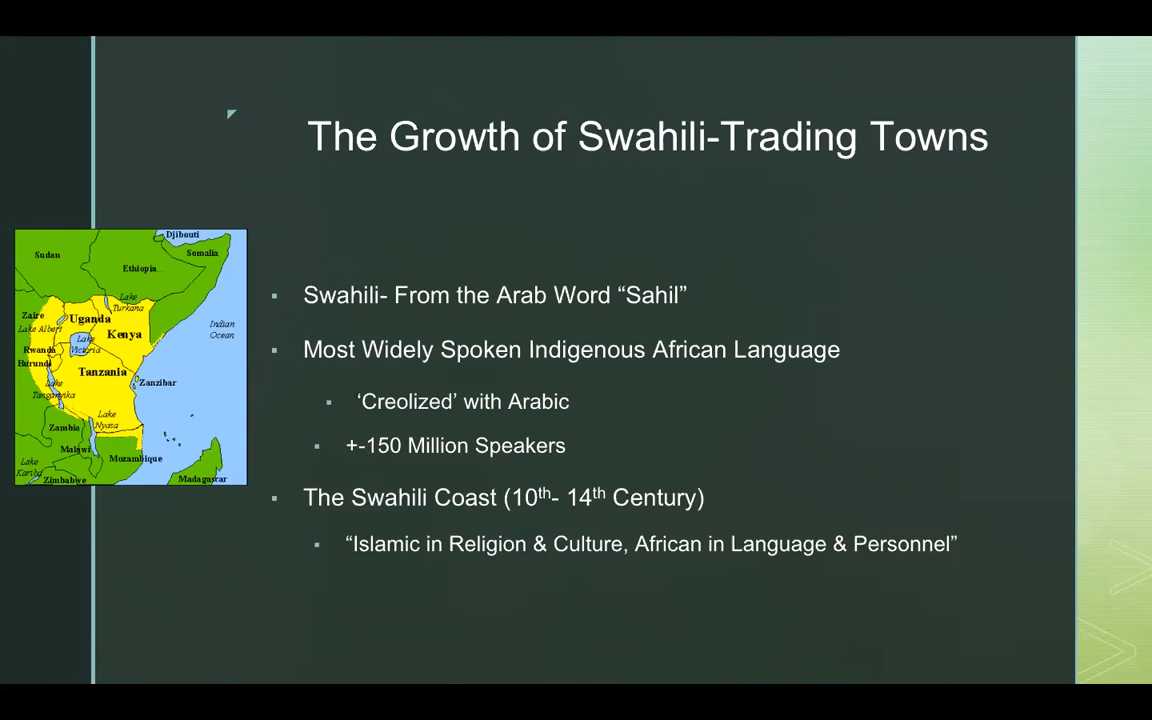 The Growth of Swahili-Trading Towns
Djibouti
Sudan
Somalia
Ethiopia
Lake
Turkana
Zaire
Uganda
Lake Albert
Kenya
Indian
Ocean
Lake
Victoria
Rwanda
Burundi
Tanzania
Zanzibar
Lake
Tanganyika
Lake
Nyasa
Zambia
Malawi
Mozambique
Lake
Kariba
Zimbabwe
Madagascar
▪ Swahili- From the Arab Word “Sahil”
▪ Most Widely Spoken Indigenous African Language
▪ ‘Creolized’ with Arabic
▪ +-150 Million Speakers
▪ The Swahili Coast (10th- 14th Century)
▪ “Islamic in Religion & Culture, African in Language & Personnel”